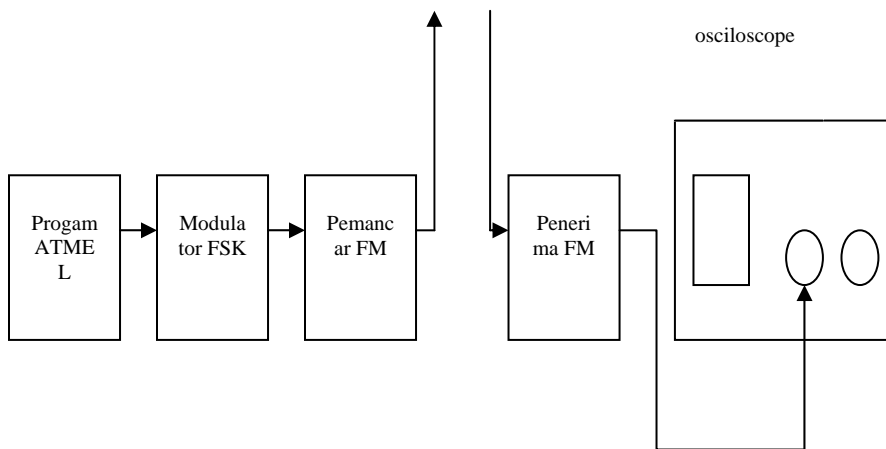 osciloscope
Progam
ATME
L
Modula
tor FSK
Pemanc
ar FM
Peneri
ma FM